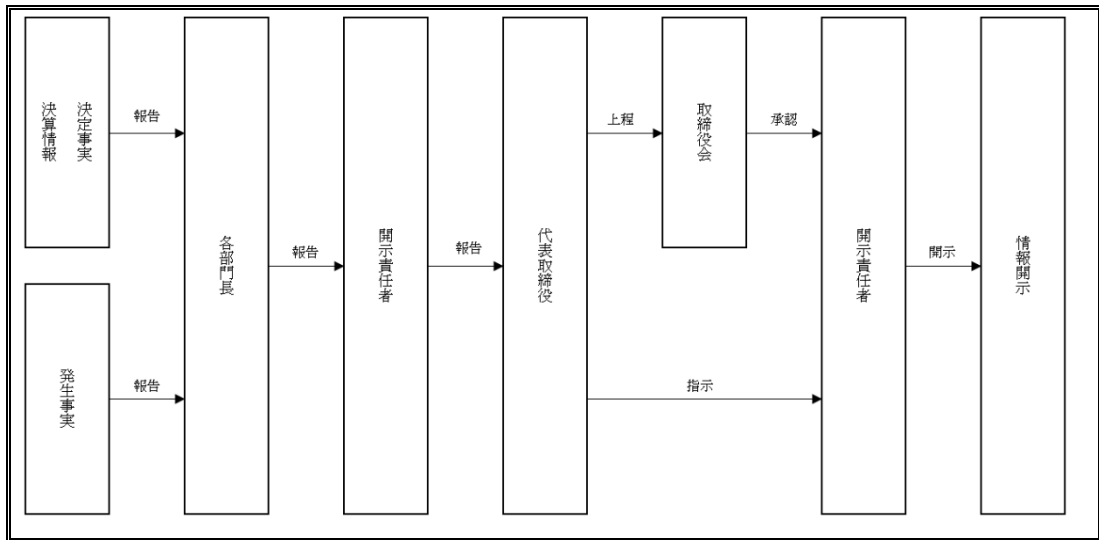 決定事実
決算情報
報告
発生事実
報告
各部門長
報告
開示責任者
報告
代表取締役
上程
取締役会
承認
指示
開示責任者
開示
情報開示